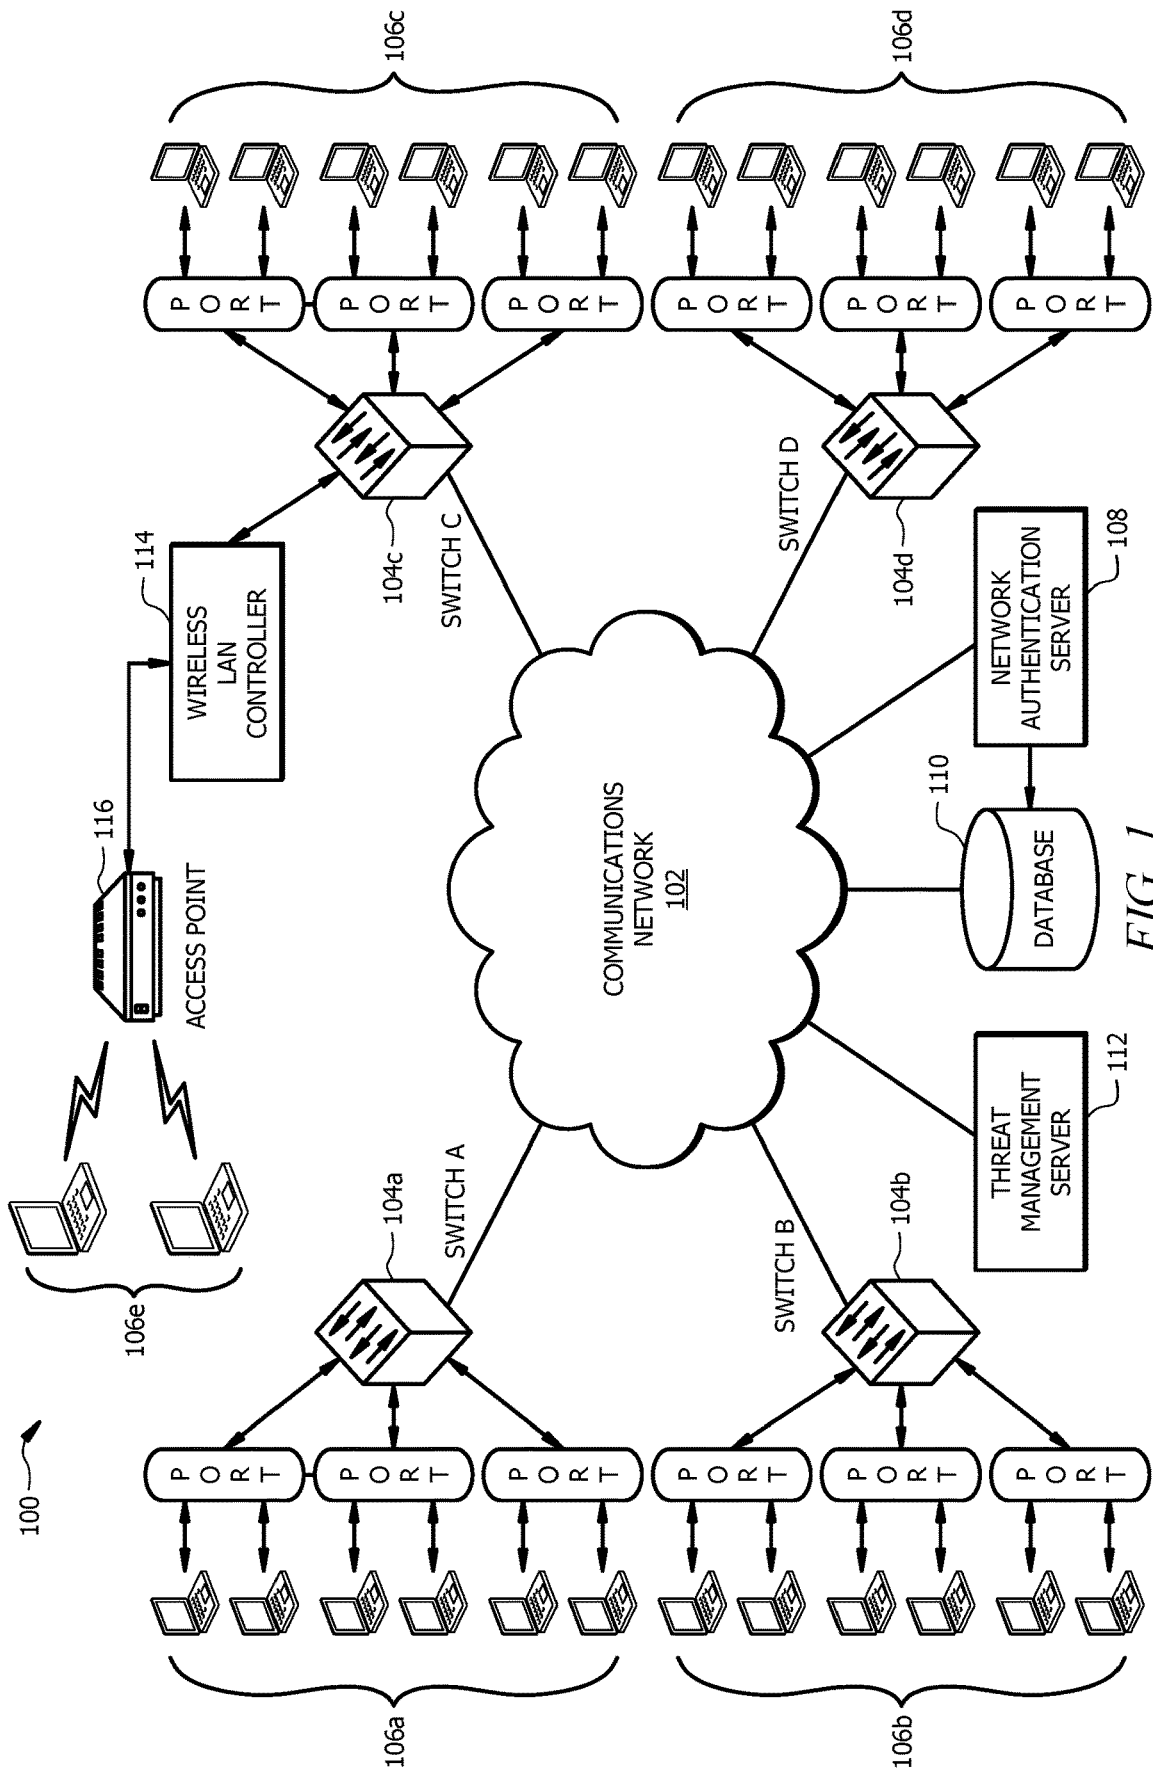 100
106e
116
114
ACCESS POINT
WIRELESS
LAN
CONTROLLER
PORT
PORT
106a
PORT
104a
104c
PORT
106c
SWITCH A
SWITCH C
PORT
PORT
COMMUNICATIONS
NETWORK
102
PORT
PORT
SWITCH B
SWITCH D
106b
PORT
104b
104d
PORT
106d
110
THREAT
MANAGEMENT
SERVER
112
DATABASE
NETWORK
AUTHENTICATION
SERVER
108
PORT
PORT
FIG. 1